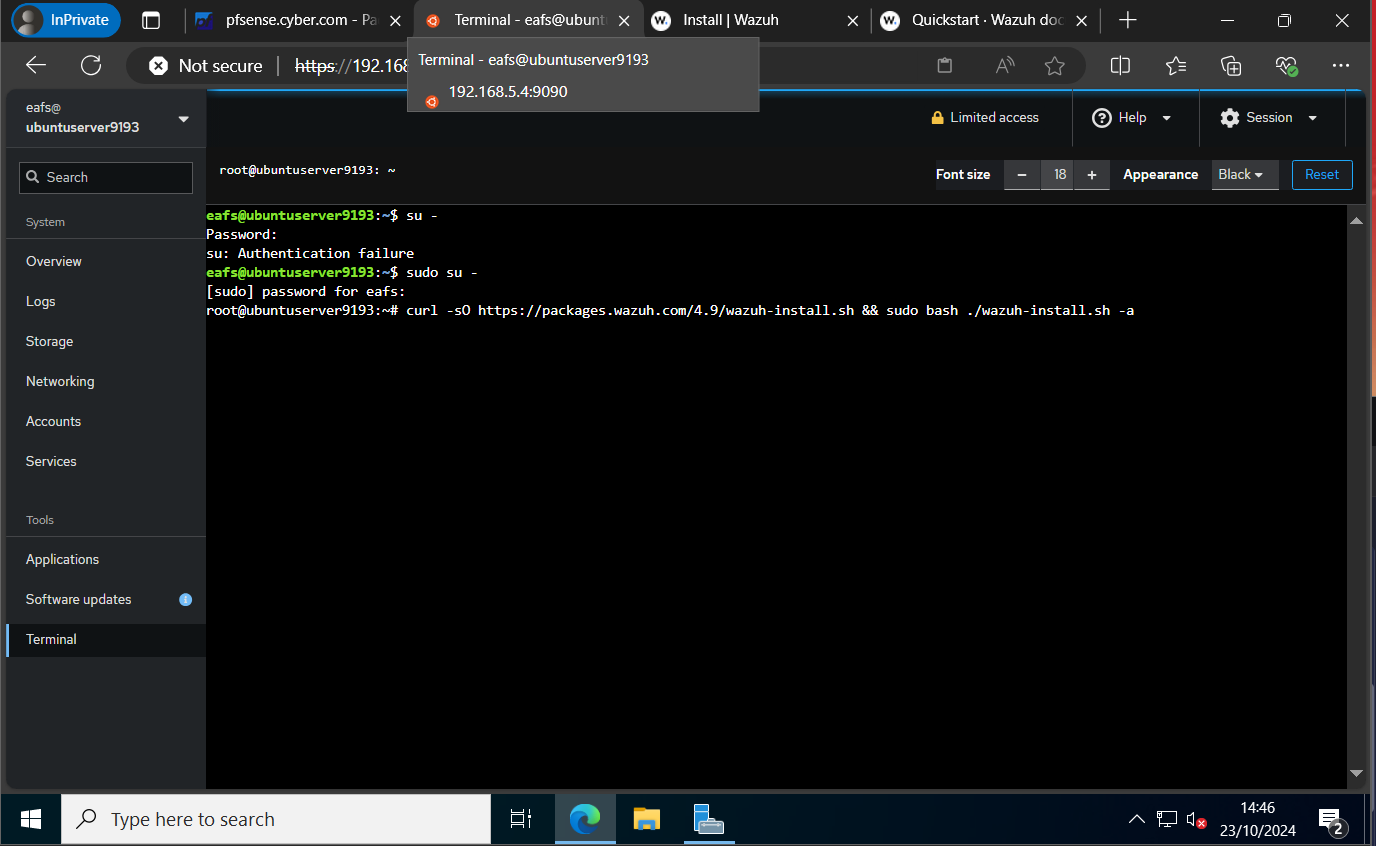 InPrivate
pfsense.cyber.com - Pa
Terminal - eafs@ubunt
Install | Wazuh
Quickstart · Wazuh doc
Not secure
https://192.168
Terminal - eafs@ubuntuserver9193
192.168.5.4:9090
eafs@
ubuntuserver9193
Limited access
Help
Session
Search
root@ubuntuserver9193: ~
Font size
18
Appearance
Black
Reset
System
Overview
Logs
Storage
Networking
Accounts
Services
Tools
Applications
Software updates
Terminal
eafs@ubuntuserver9193:~$ su -
Password:
su: Authentication failure
eafs@ubuntuserver9193:~$ sudo su -
[sudo] password for eafs:
root@ubuntuserver9193:~# curl -sO https://packages.wazuh.com/4.9/wazuh-install.sh && sudo bash ./wazuh-install.sh -a
Type here to search
14:46
23/10/2024
2